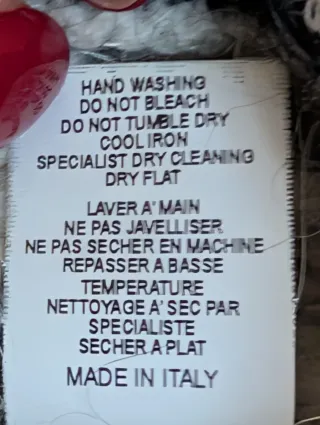 HAND WASHING
DO NOT BLEACH
DO NOT TUMBLE DRY
COOL IRON
SPECIALIST DRY CLEANING
DRY FLAT
LAVER A' MAIN
NE PAS JAVELLISER
NE PAS SECHER EN MACHINE
REPASSER A BASSE
TEMPERATURE
NETTOYAGE A' SEC PAR
SPECIALISTE
SECHER A PLAT
MADE IN ITALY